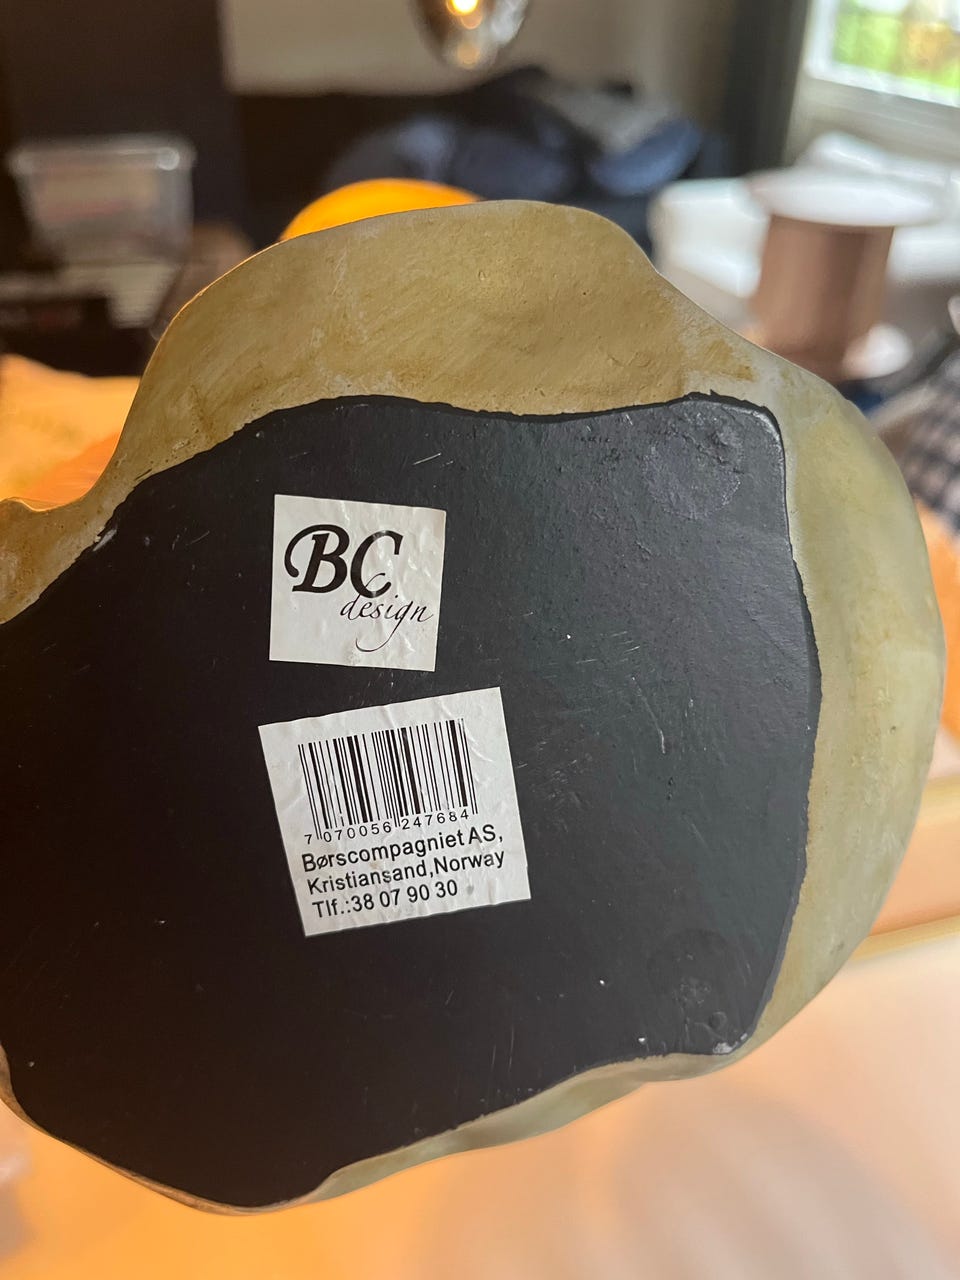 BC
design
7 070056 247684
Børscompagniet AS,
Kristiansand,Norway
Tlf.:38 07 90 30